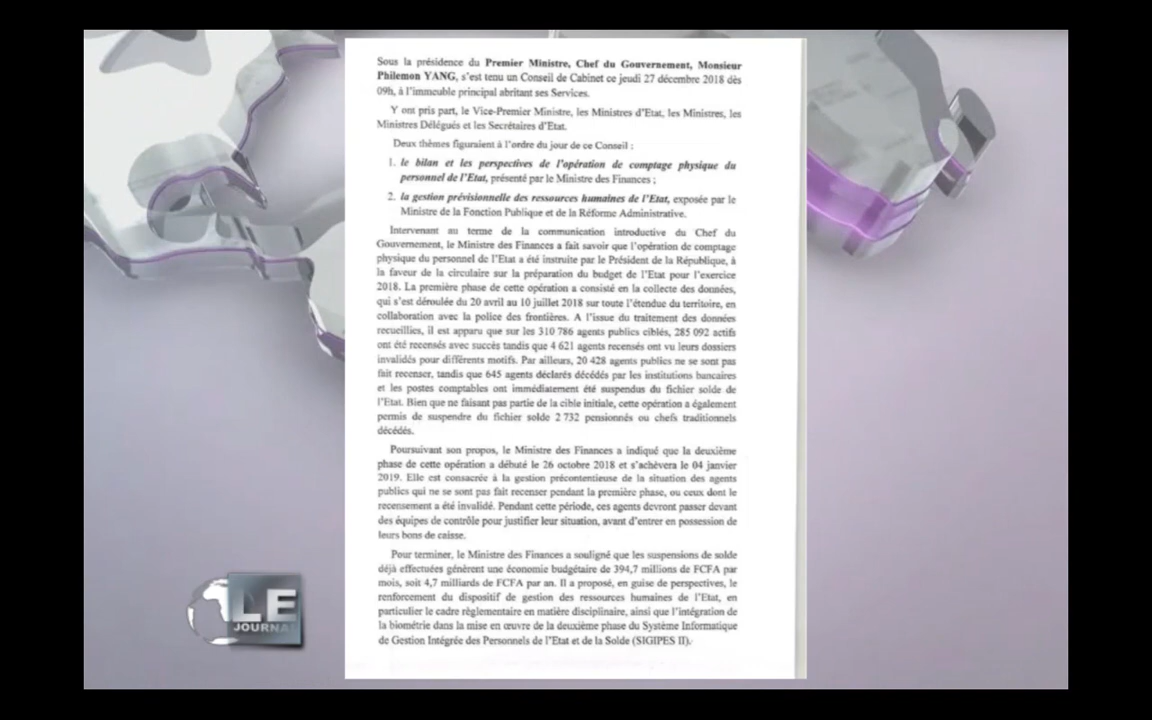 Sous la présidence du Premier Ministre, Chef du Gouvernement, Monsieur
Philemon YANG, s'est tenu un Conseil de Cabinet ce jeudi 27 décembre 2018 dès
09h, à l'immeuble principal abritant ses Services.
Y ont pris part, le Vice-Premier Ministre, les Ministres d'Etat, les Ministres, les
Ministres Délégués et les Secrétaires d'Etat.
Deux thèmes figuraient à l'ordre du jour de ce Conseil :
1. le bilan et les perspectives de l'opération de comptage physique du
personnel de l'Etat, présenté par le Ministre des Finances ;
2. la gestion prévisionnelle des ressources humaines de l'Etat, exposée par le
Ministre de la Fonction Publique et de la Réforme Administrative.
Intervenant au terme de la communication introductive du Chef du
Gouvernement, le Ministre des Finances a fait savoir que l'opération de comptage
physique du personnel de l'Etat a été instruite par le Président de la République, à
la faveur de la circulaire sur la préparation du budget de l'Etat pour l'exercice
2018. La première phase de cette opération a consisté en la collecte des données,
qui s'est déroulée du 20 avril au 10 juillet 2018 sur toute l'étendue du territoire, en
collaboration avec la police des frontières. A l'issue du traitement des données
recueillies, il est apparu que sur les 310 786 agents publics ciblés, 285 092 actifs
ont été recensés avec succès tandis que 4 621 agents recensés ont vu leurs dossiers
invalidés pour différents motifs. Par ailleurs, 20 428 agents publics ne se sont pas
fait recenser, tandis que 645 agents déclarés décédés par les institutions bancaires
et les postes comptables ont immédiatement été suspendus du fichier solde de
l'Etat. Bien que ne faisant pas partie de la cible initiale, cette opération a également
permis de suspendre du fichier solde 2 732 pensionnés ou chefs traditionnels
décédés.
Poursuivant son propos, le Ministre des Finances a indiqué que la deuxième
phase de cette opération a débuté le 26 octobre 2018 et s'achèvera le 04 janvier
2019. Elle est consacrée à la gestion précontentieuse de la situation des agents
publics qui ne se sont pas fait recenser pendant la première phase, ou ceux dont le
recensement a été invalidé. Pendant cette période, ces agents devront passer devant
des équipes de contrôle pour justifier leur situation, avant d'entrer en possession de
leurs bons de caisse.
Pour terminer, le Ministre des Finances a souligné que les suspensions de solde
déjà effectuées génèrent une économie budgétaire de 394,7 millions de FCFA par
mois, soit 4,7 milliards de FCFA par an. Il a proposé, en guise de perspectives, le
renforcement du dispositif de gestion des ressources humaines de l'Etat, en
particulier le cadre règlementaire en matière disciplinaire, ainsi que l'intégration de
la biométrie dans la mise en œuvre de la deuxième phase du Système Informatique
de Gestion Intégrée des Personnels de l'Etat et de la Solde (SIGIPES II).
LE
JOURNAL